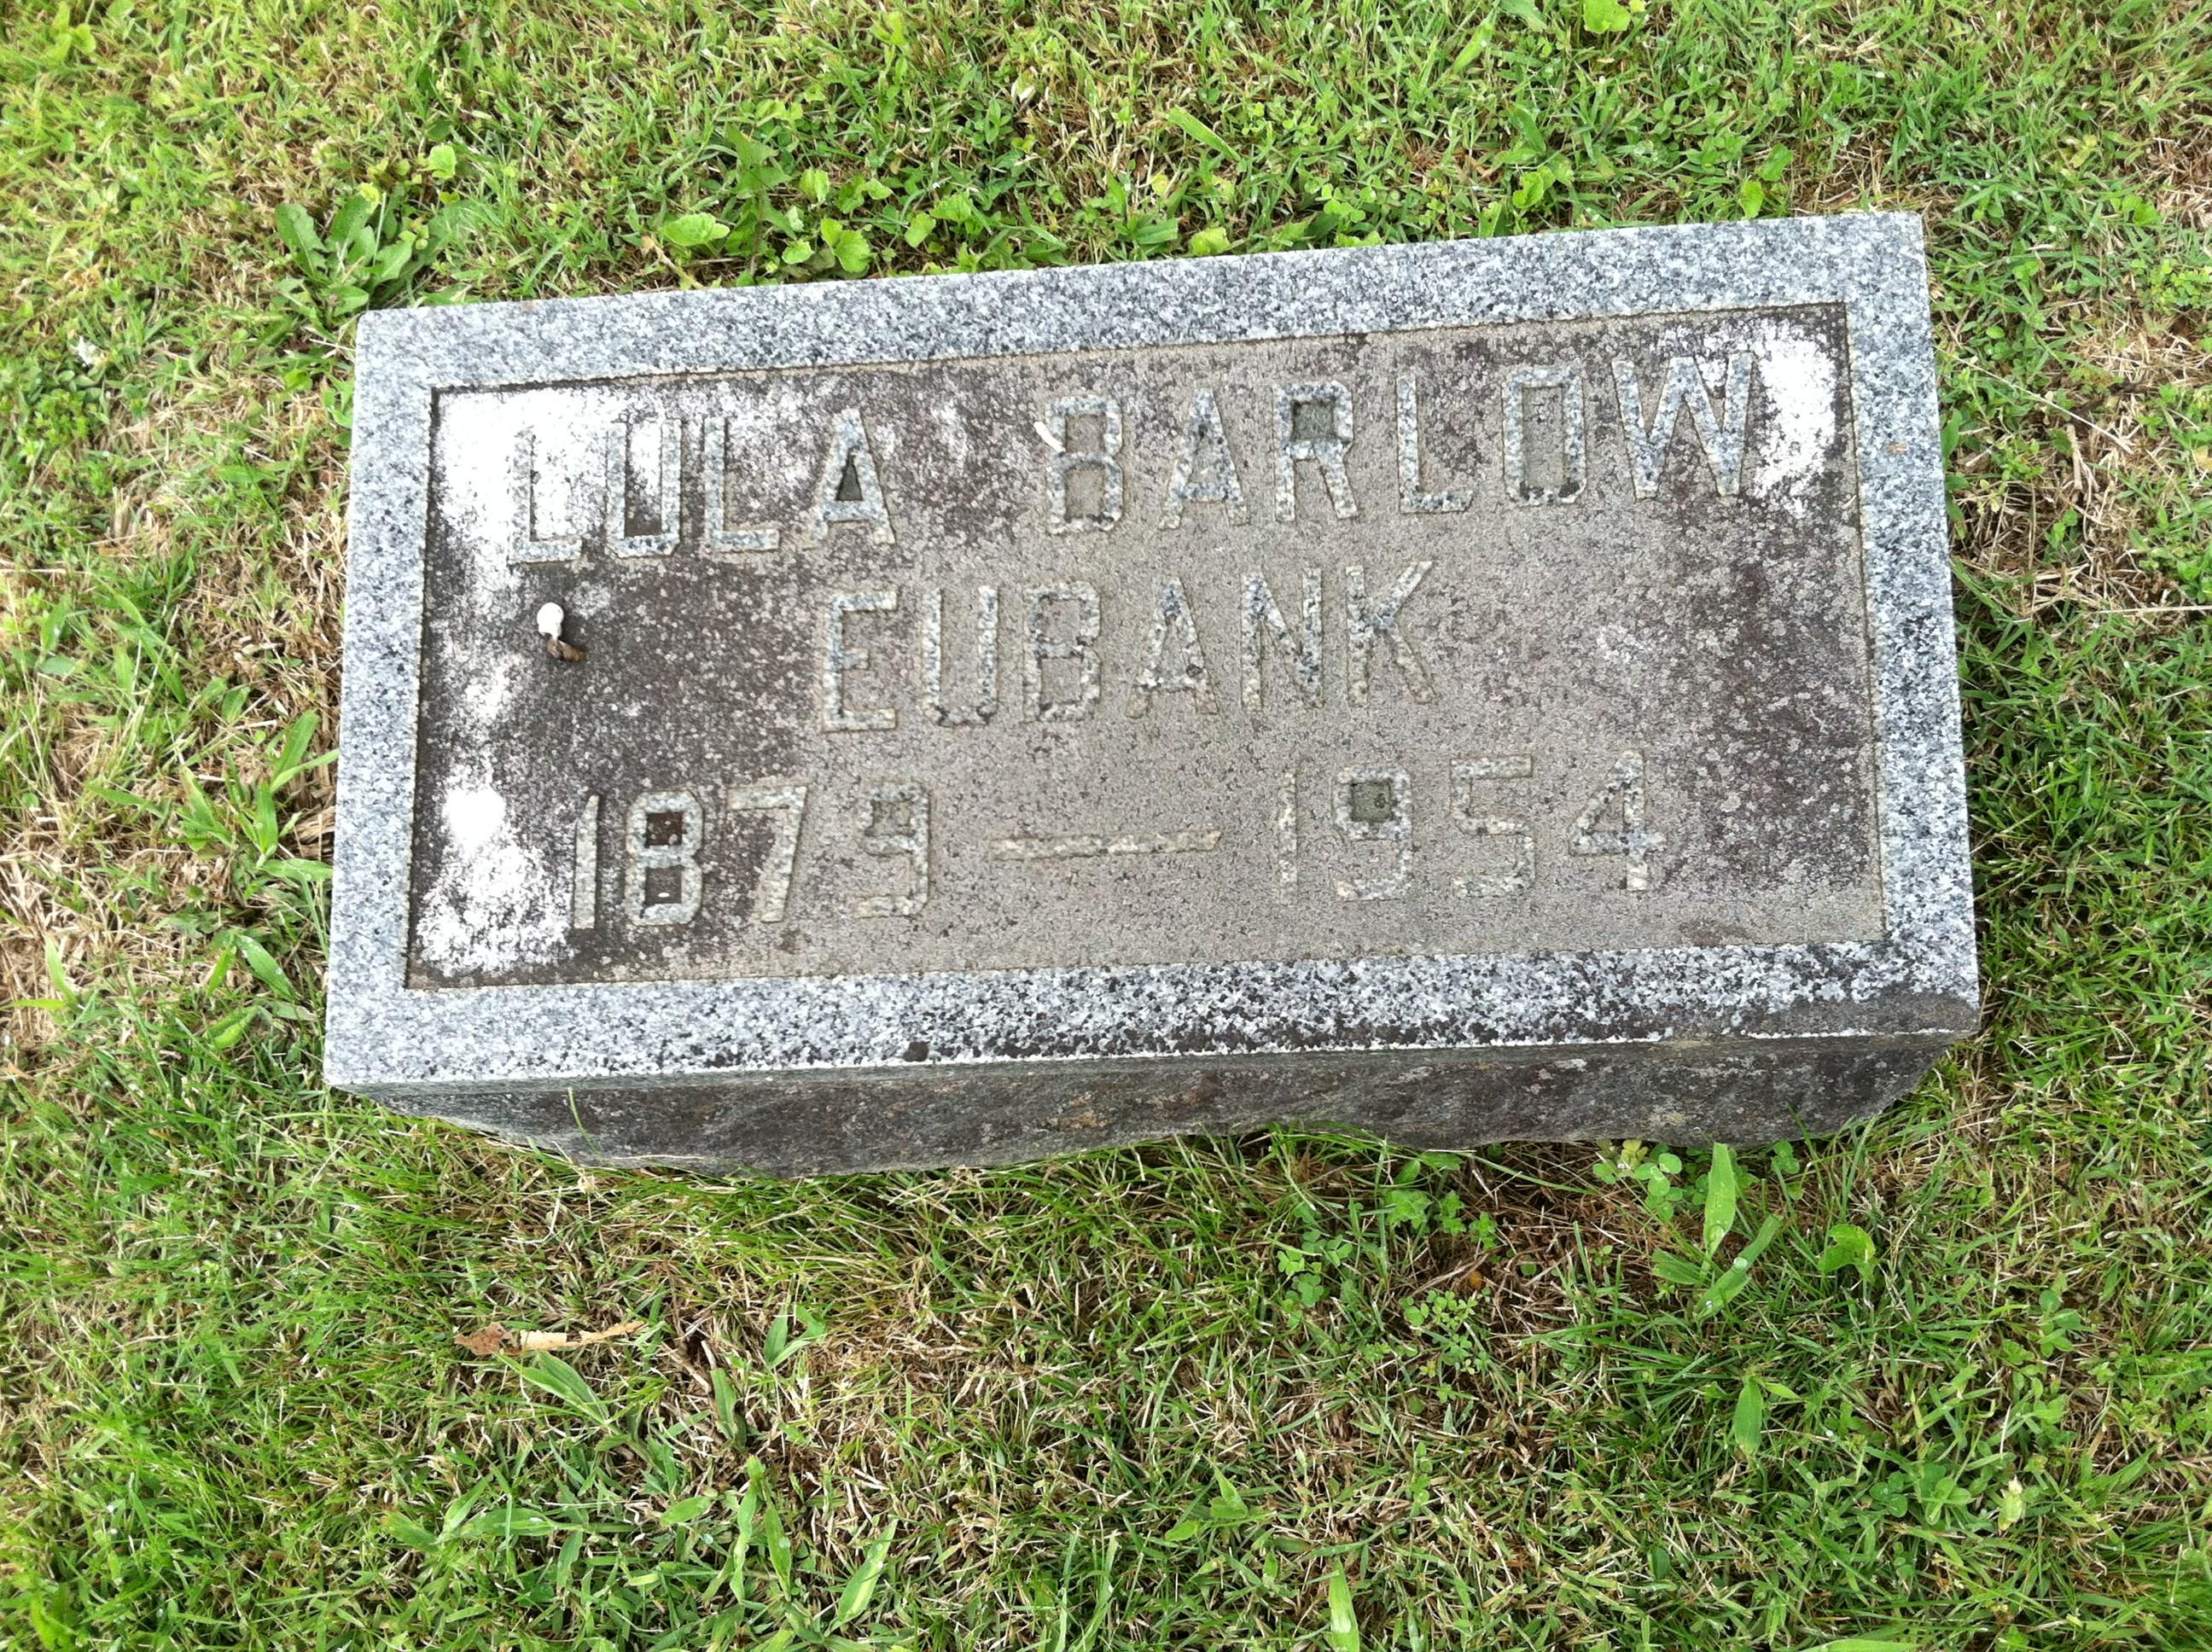 LULA BARLOW
EUBANK
1879 — 1954